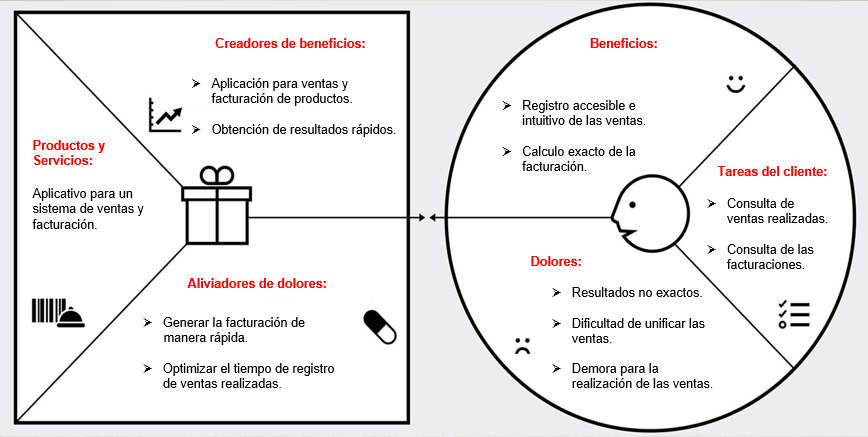 Creadores de beneficios:
➢ Aplicación para ventas y
facturación de productos.
➢ Obtención de resultados rápidos.
Productos y
Servicios:
Aplicativo para un
sistema de ventas y
facturación.
Aliviadores de dolores:
➢ Generar la facturación de
manera rápida.
➢ Optimizar el tiempo de registro
de ventas realizadas.
Beneficios:
➢ Registro accesible e
intuitivo de las ventas.
➢ Calculo exacto de la
facturación.
Tareas del cliente:
➢ Consulta de
ventas realizadas.
➢ Consulta de las
facturaciones.
Dolores:
➢ Resultados no exactos.
➢ Dificultad de unificar las
ventas.
➢ Demora para la
realización de las ventas.